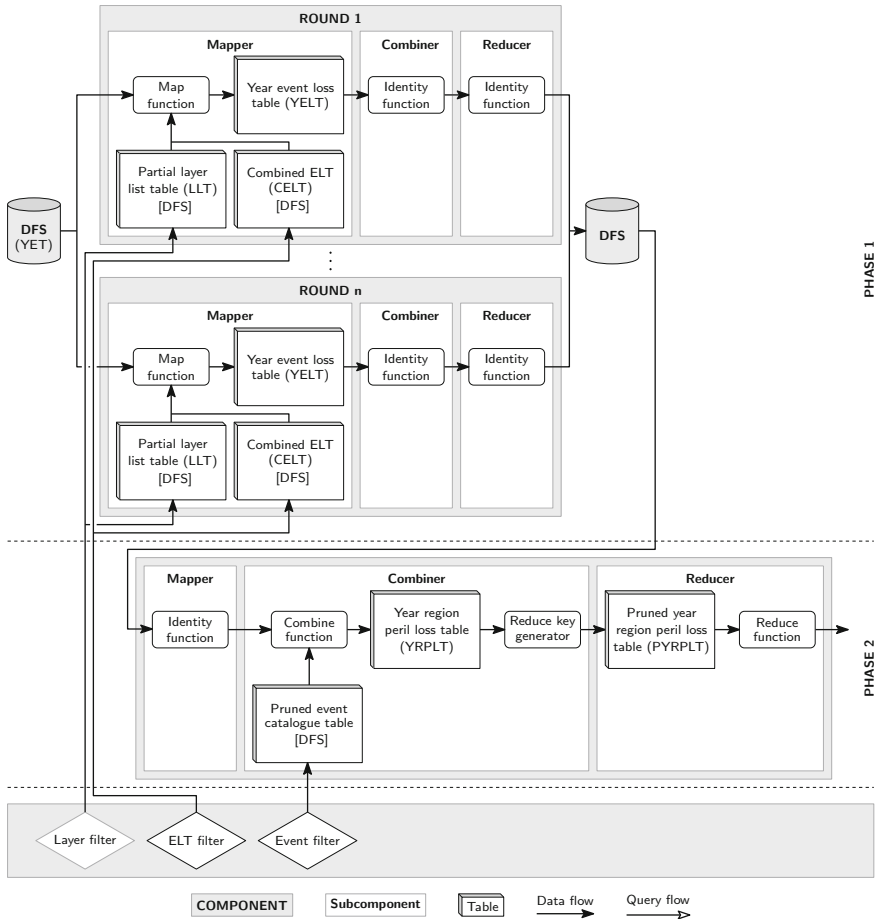 ROUND 1
Mapper
Combiner
Reducer
Map
function
Year event loss
table (YELT)
Identity
function
Identity
function
Partial layer
list table (LLT)
[DFS]
Combined ELT
(CELT)
[DFS]
DFS
(YET)
DFS
PHASE 1
ROUND n
Mapper
Combiner
Reducer
Map
function
Year event loss
table (YELT)
Identity
function
Identity
function
Partial layer
list table (LLT)
[DFS]
Combined ELT
(CELT)
[DFS]
Mapper
Combiner
Reducer
Identity
function
Combine
function
Year region
peril loss table
(YRPLT)
Reduce key
generator
Pruned year
region peril loss
table (PYRPLT)
Reduce
function
Pruned event
catalogue table
[DFS]
PHASE 2
Layer filter
ELT filter
Event filter
COMPONENT
Subcomponent
Table
Data flow
Query flow